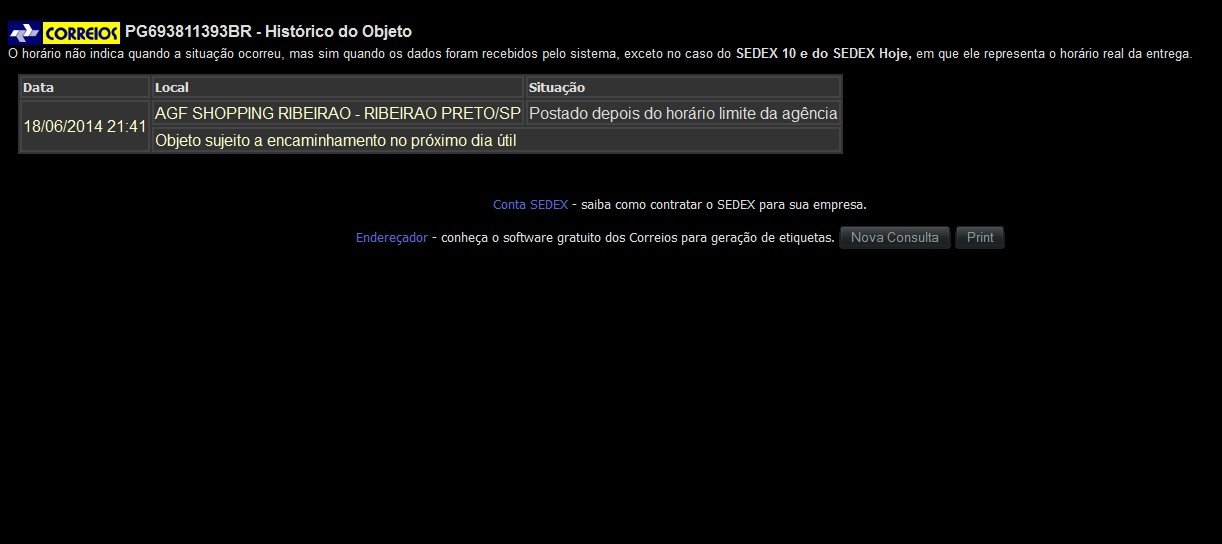 CORREIOS PG693811393BR - Histórico do Objeto
O horário não indica quando a situação ocorreu, mas sim quando os dados foram recebidos pelo sistema, exceto no caso do SEDEX 10 e do SEDEX Hoje, em que ele representa o horário real da entrega.
Data Local Situação
18/06/2014 21:41 AGF SHOPPING RIBEIRAO - RIBEIRAO PRETO/SP Postado depois do horário limite da agência
Objeto sujeito a encaminhamento no próximo dia útil
Conta SEDEX - saiba como contratar o SEDEX para sua empresa.
Endereçador - conheça o software gratuito dos Correios para geração de etiquetas. Nova Consulta Print